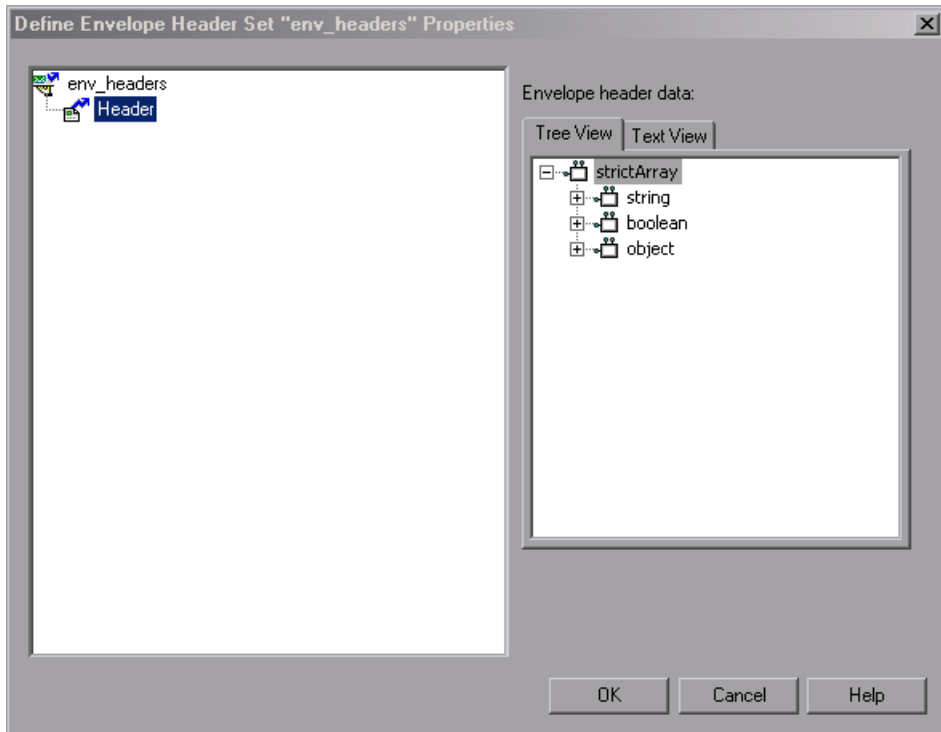 Define Envelope Header Set "env_headers" Properties
env_headers
Header
Envelope header data:
Tree View Text View
strictArray
string
boolean
object
OK Cancel Help